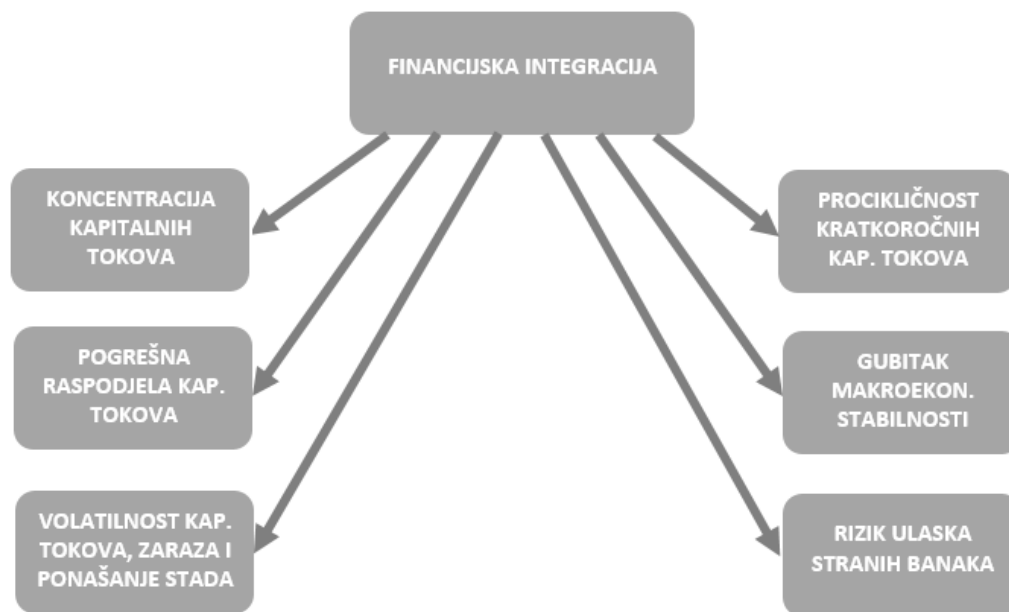 FINANCIJSKA INTEGRACIJA
KONCENTRACIJA
KAPITALNIH
TOKOVA
POGREŠNA
RASPODJELA KAP.
TOKOVA
VOLATILNOST KAP.
TOKOVA, ZARAZA I
PONAŠANJE STADA
PROCIKLIČNOST
KRATKOROČNIH
KAP. TOKOVA
GUBITAK
MAKROEKON.
STABILNOSTI
RIZIK ULASKA
STRANIH BANAKA